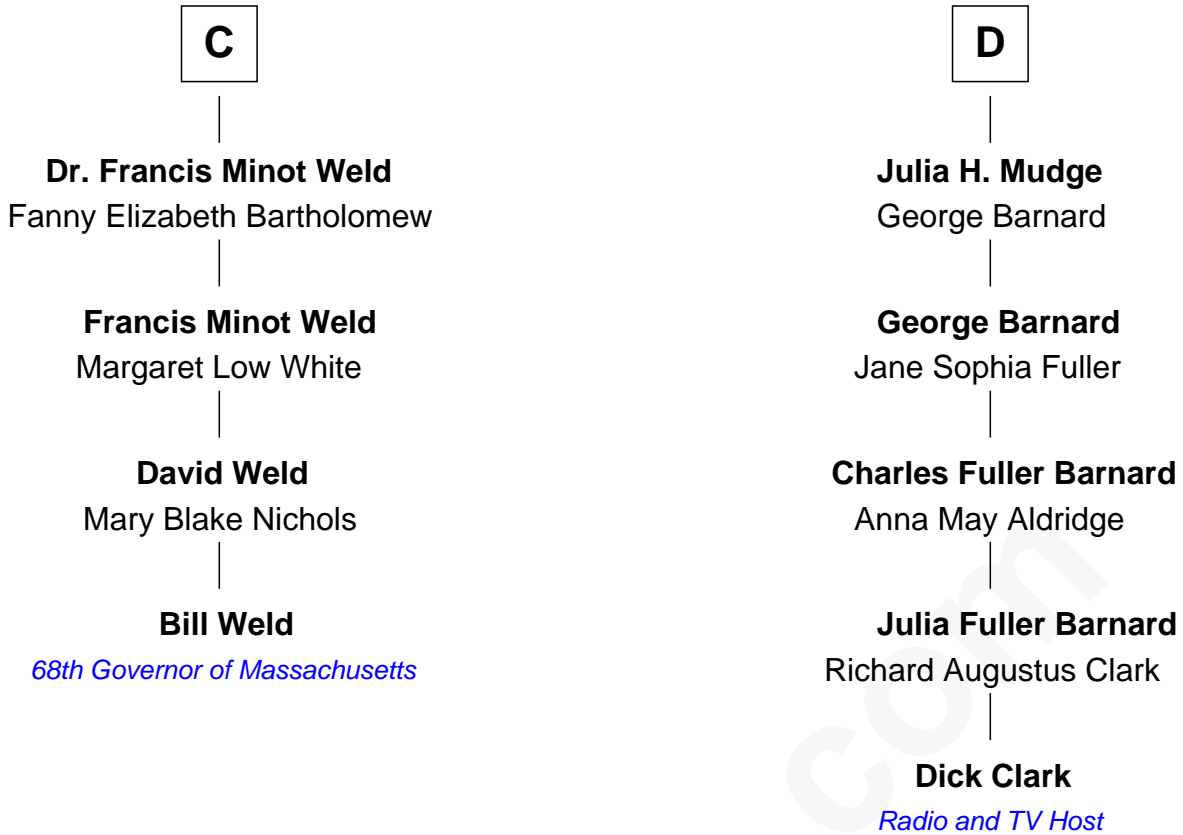 C
Dr. Francis Minot Weld
Fanny Elizabeth Bartholomew
Francis Minot Weld
Margaret Low White
David Weld
Mary Blake Nichols
Bill Weld
68th Governor of Massachusetts
D
Julia H. Mudge
George Barnard
George Barnard
Jane Sophia Fuller
Charles Fuller Barnard
Anna May Aldridge
Julia Fuller Barnard
Richard Augustus Clark
Dick Clark
Radio and TV Host
com